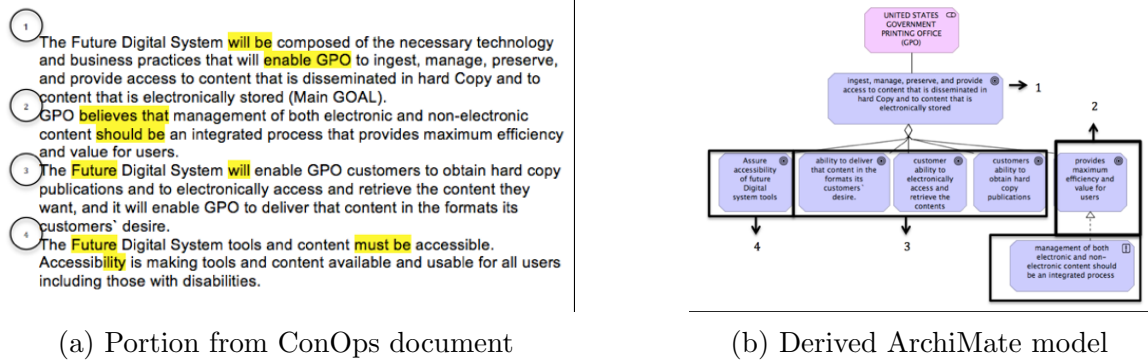 1
The Future Digital System will be composed of the necessary technology
and business practices that will enable GPO to ingest, manage, preserve,
and provide access to content that is disseminated in hard Copy and to
content that is electronically stored (Main GOAL).
2
GPO believes that management of both electronic and non-electronic
content should be an integrated process that provides maximum efficiency
and value for users.
3
The Future Digital System will enable GPO customers to obtain hard copy
publications and to electronically access and retrieve the content they
want, and it will enable GPO to deliver that content in the formats its
customers` desire.
4
The Future Digital System tools and content must be accessible.
Accessibility is making tools and content available and usable for all users
including those with disabilities.
(a) Portion from ConOps document
UNITED STATES
GOVERNMENT
PRINTING OFFICE
(GPO)
ingest, manage, preserve, and provide
access to content that is disseminated in
hard Copy and to content that is
electronically stored
1
2
Assure
accessibility
of future
Digital
system tools
ability to deliver
that content in the
formats its
customers`
desire.
customer
ability to
electronically
access and
retrieve the
contents
customers
ability to
obtain hard
copy
publications
provides
maximum
efficiency and
value for
users
4
3
management of both
electronic and non-
electronic content should
be an integrated process
(b) Derived ArchiMate model